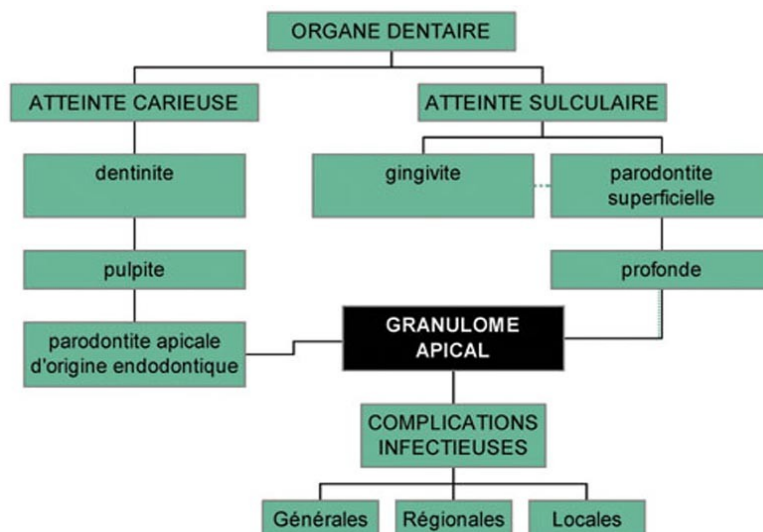 ORGANE DENTAIRE
ATTEINTE CARIEUSE
ATTEINTE SULCULAIRE
dentinite
gingivite
parodontite
superficielle
pulpite
profonde
parodontite apicale
d'origine endodontique
GRANULOME
APICAL
COMPLICATIONS
INFECTIEUSES
Générales
Régionales
Locales